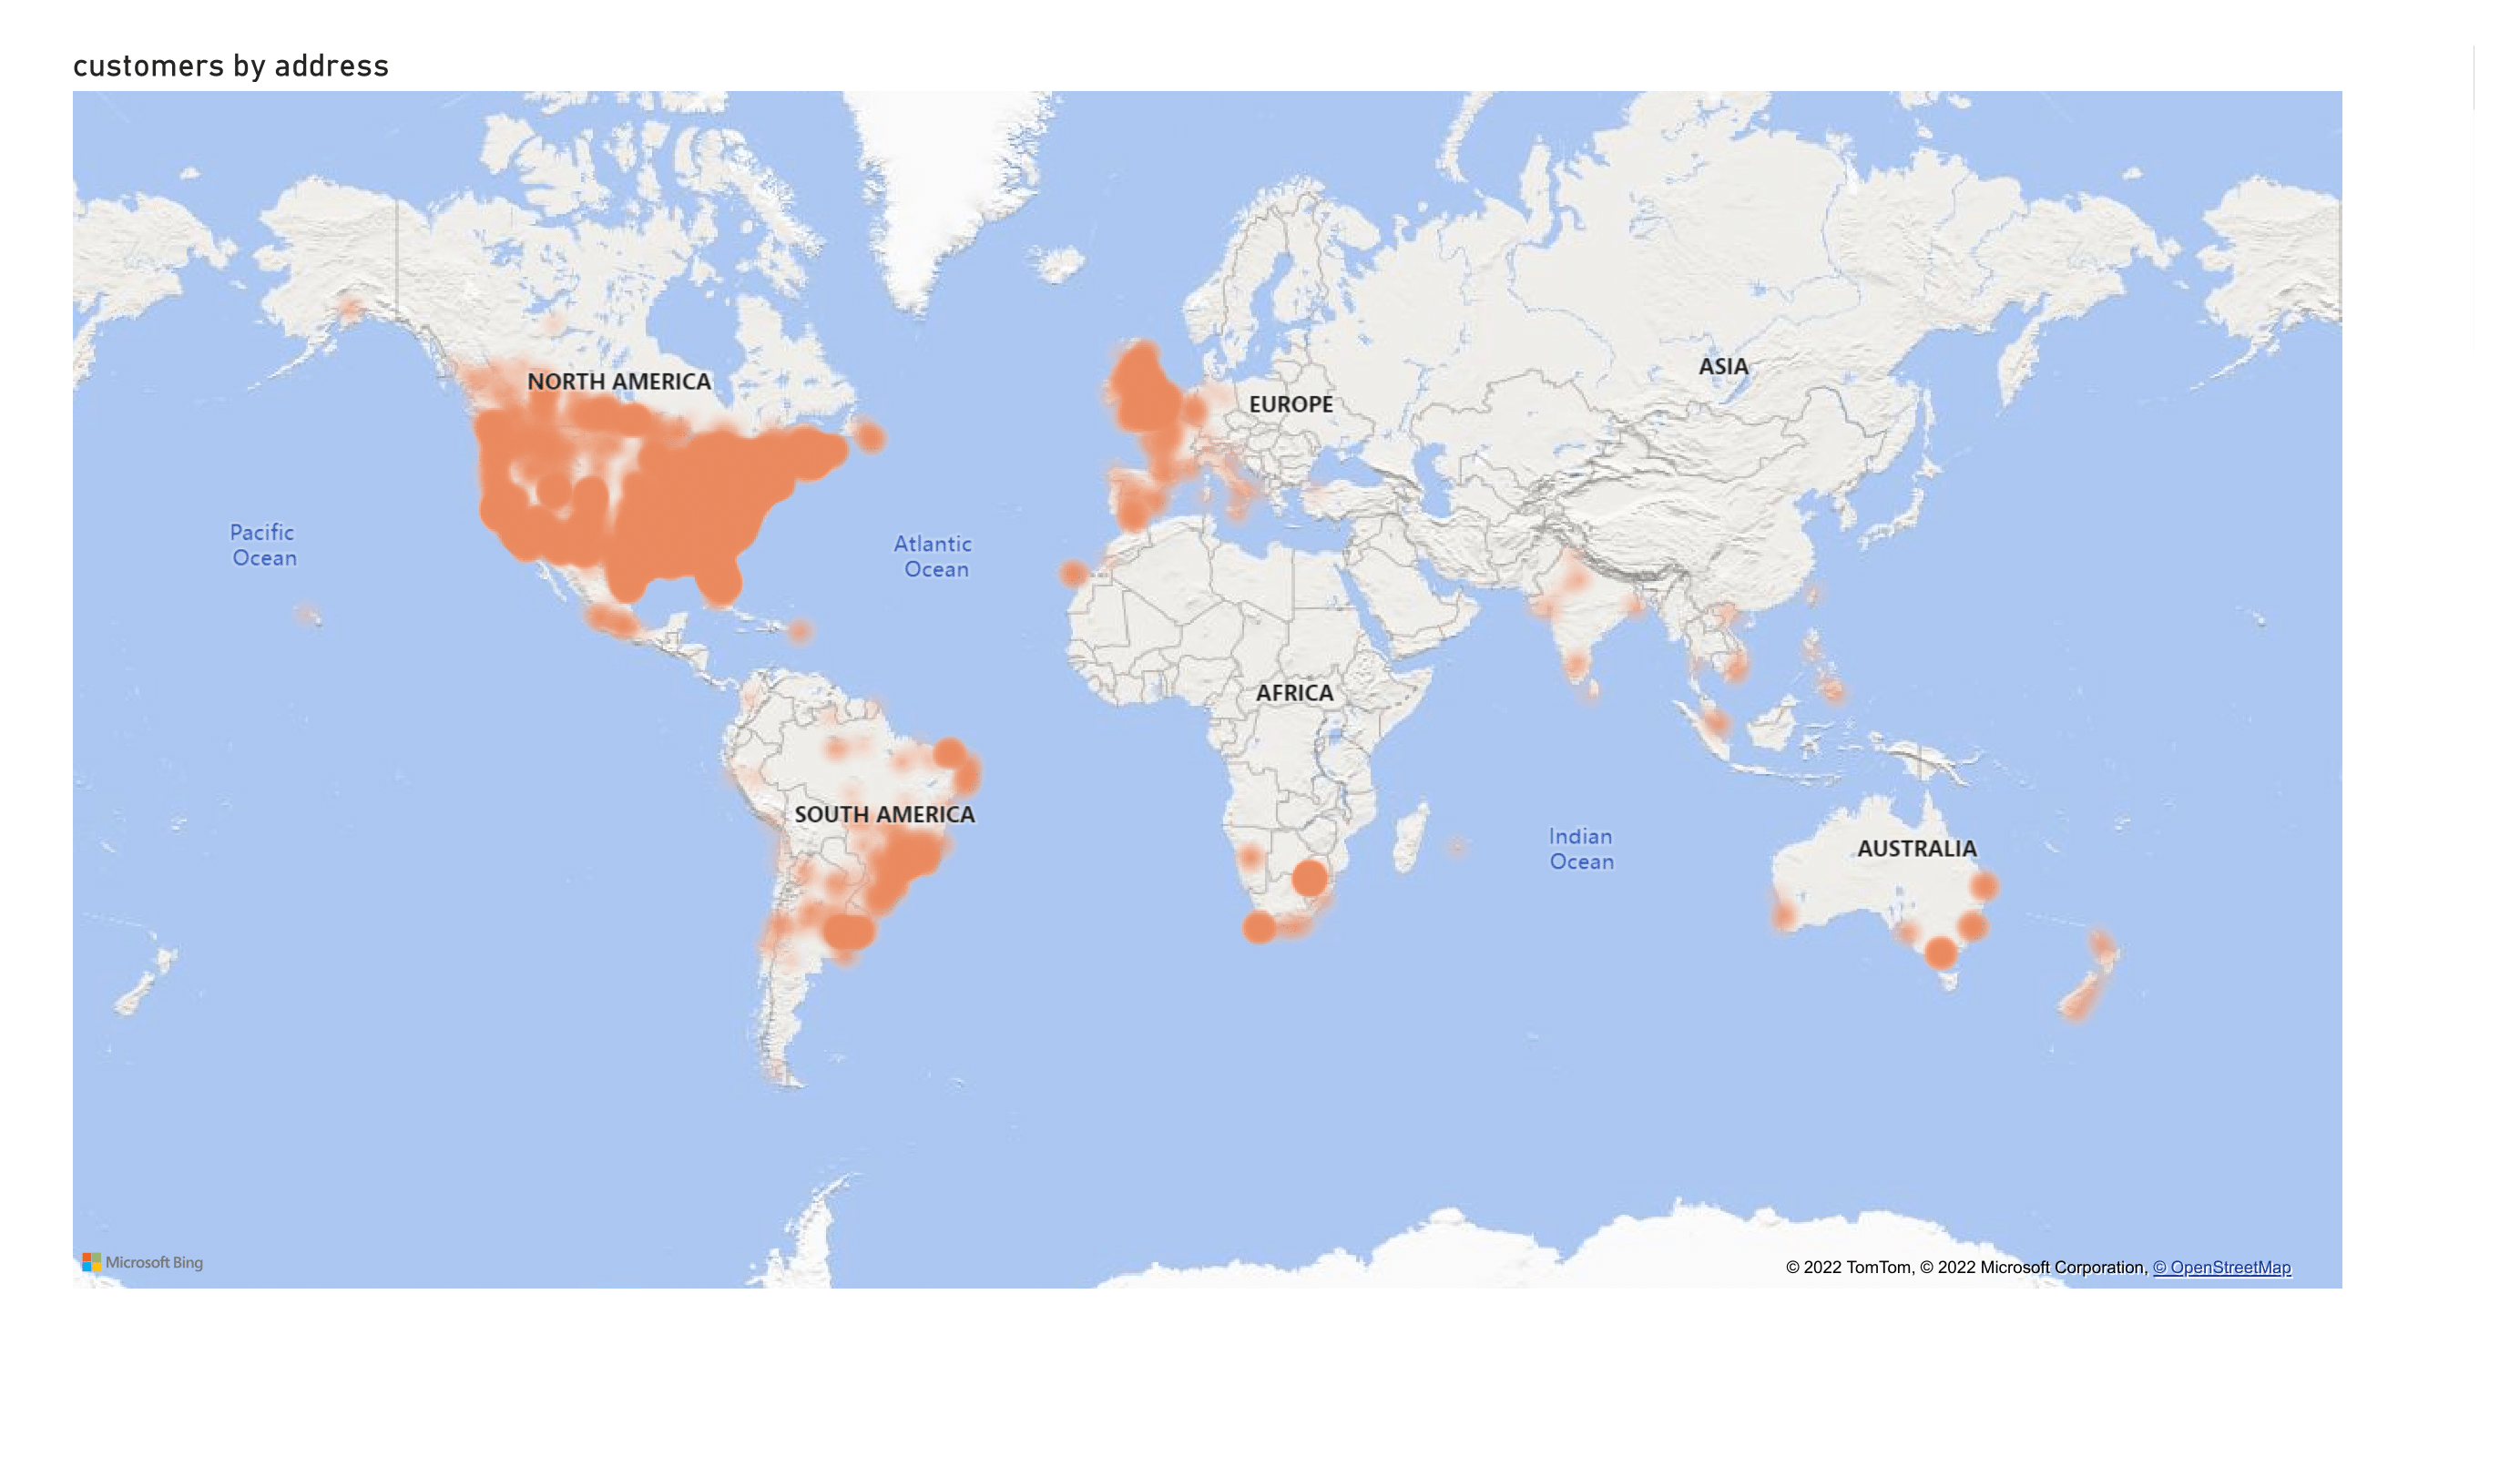 customers by address
NORTH AMERICA
ASIA
EUROPE
Pacific
Ocean
Atlantic
Ocean
AFRICA
SOUTH AMERICA
Indian
Ocean
AUSTRALIA
Microsoft Bing
© 2022 TomTom, © 2022 Microsoft Corporation, © OpenStreetMap